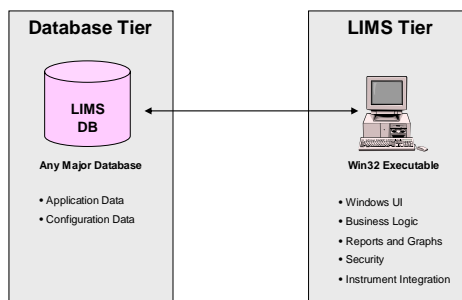 Database Tier
LIMS
DB
Any Major Database
• Application Data
• Configuration Data
LIMS Tier
Win32 Executable
• Windows UI
• Business Logic
• Reports and Graphs
• Security
• Instrument Integration